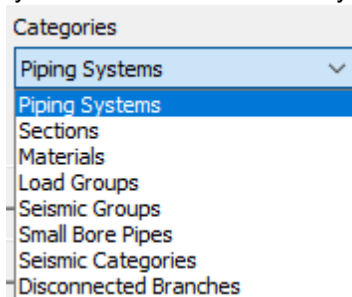 Categories
Piping Systems
Piping Systems
Sections
Materials
Load Groups
Seismic Groups
Small Bore Pipes
Seismic Categories
Disconnected Branches